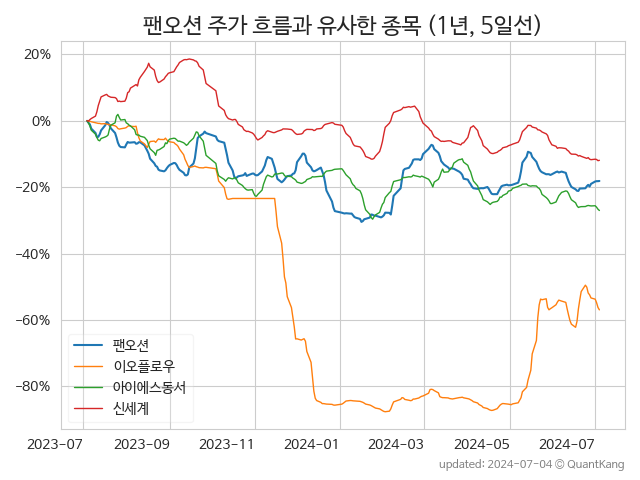 팬오션 주가 흐름과 유사한 종목 (1년, 5일선)
20%
0%
−20%
−40%
−60%
−80%
팬오션
이오플로우
아이에스동서
신세계
2023−07
2023−09
2023−11
2024−01
2024−03
2024−05
2024−07
updated: 2024-07-04 © QuantKang